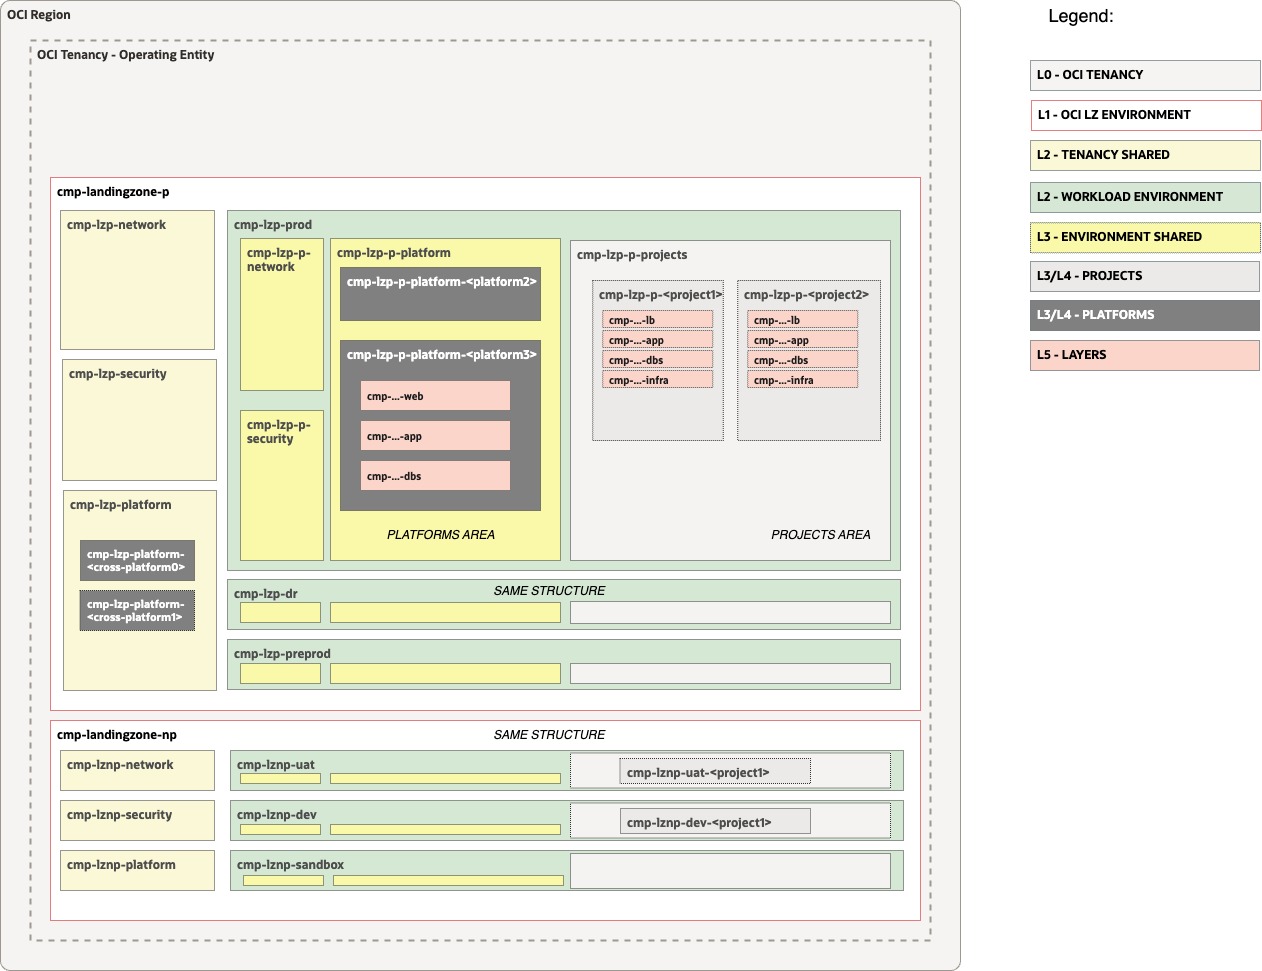 OCI Region
OCI Tenancy - Operating Entity
cmp-landingzone-p
cmp-lzp-network
cmp-lzp-security
cmp-lzp-platform
cmp-lzp-platform-
<cross-platform0>
cmp-lzp-platform-
<cross-platform1>
cmp-lzp-prod
cmp-lzp-p-
network
cmp-lzp-p-
security
cmp-lzp-p-platform
cmp-lzp-p-platform-<platform2>
cmp-lzp-p-platform-<platform3>
cmp-...-web
cmp-...-app
cmp-...-dbs
PLATFORMS AREA
cmp-lzp-p-projects
cmp-lzp-p-<project1>
cmp-...-lb
cmp-...-app
cmp-...-dbs
cmp-...-infra
cmp-lzp-p-<project2>
cmp-...-lb
cmp-...-app
cmp-...-dbs
cmp-...-infra
PROJECTS AREA
cmp-lzp-dr
SAME STRUCTURE
cmp-lzp-preprod
cmp-landingzone-np
SAME STRUCTURE
cmp-lznp-network
cmp-lznp-security
cmp-lznp-platform
cmp-lznp-uat
cmp-lznp-uat-<project1>
cmp-lznp-dev
cmp-lznp-dev-<project1>
cmp-lznp-sandbox
Legend:
L0 - OCI TENANCY
L1 - OCI LZ ENVIRONMENT
L2 - TENANCY SHARED
L2 - WORKLOAD ENVIRONMENT
L3 - ENVIRONMENT SHARED
L3/L4 - PROJECTS
L3/L4 - PLATFORMS
L5 - LAYERS